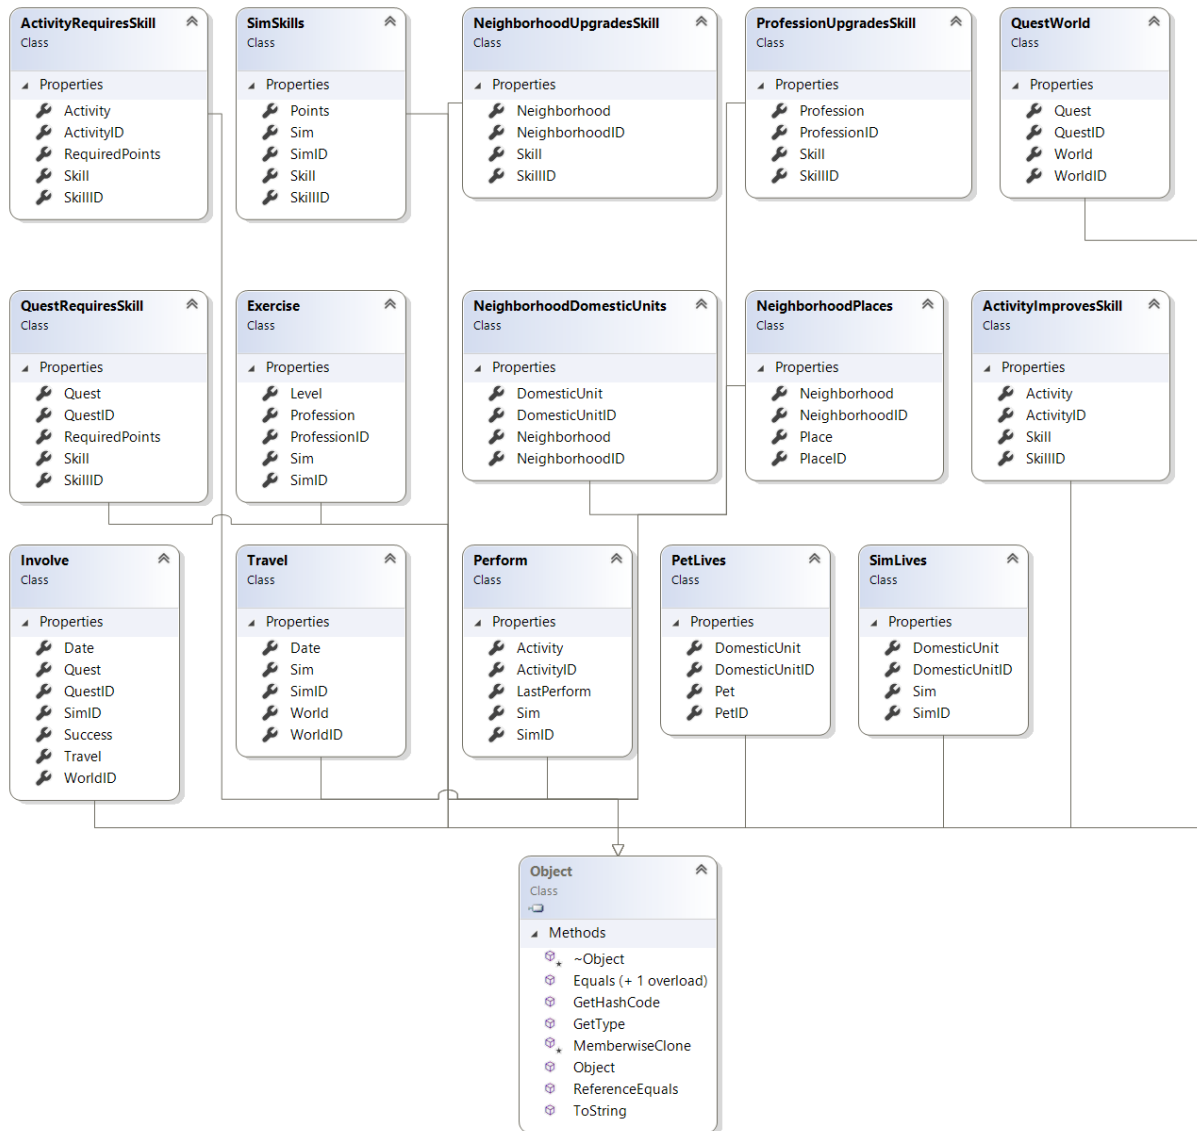 ActivityRequiresSkill
Class
Properties
Activity
ActivityID
RequiredPoints
Skill
SkillID
SimSkills
Class
Properties
Points
Sim
SimID
Skill
SkillID
NeighborhoodUpgradesSkill
Class
Properties
Neighborhood
NeighborhoodID
Skill
SkillID
ProfessionUpgradesSkill
Class
Properties
Profession
ProfessionID
Skill
SkillID
QuestWorld
Class
Properties
Quest
QuestID
World
WorldID
QuestRequiresSkill
Class
Properties
Quest
QuestID
RequiredPoints
Skill
SkillID
Exercise
Class
Properties
Level
Profession
ProfessionID
Sim
SimID
NeighborhoodDomesticUnits
Class
Properties
DomesticUnit
DomesticUnitID
Neighborhood
NeighborhoodID
NeighborhoodPlaces
Class
Properties
Neighborhood
NeighborhoodID
Place
PlaceID
ActivityImprovesSkill
Class
Properties
Activity
ActivityID
Skill
SkillID
Involve
Class
Properties
Date
Quest
QuestID
SimID
Success
Travel
WorldID
Travel
Class
Properties
Date
Sim
SimID
World
WorldID
Perform
Class
Properties
Activity
ActivityID
LastPerform
Sim
SimID
PetLives
Class
Properties
DomesticUnit
DomesticUnitID
Pet
PetID
SimLives
Class
Properties
DomesticUnit
DomesticUnitID
Sim
SimID
Object
Class
Methods
~Object
Equals (+ 1 overload)
GetHashCode
GetType
MemberwiseClone
Object
ReferenceEquals
ToString